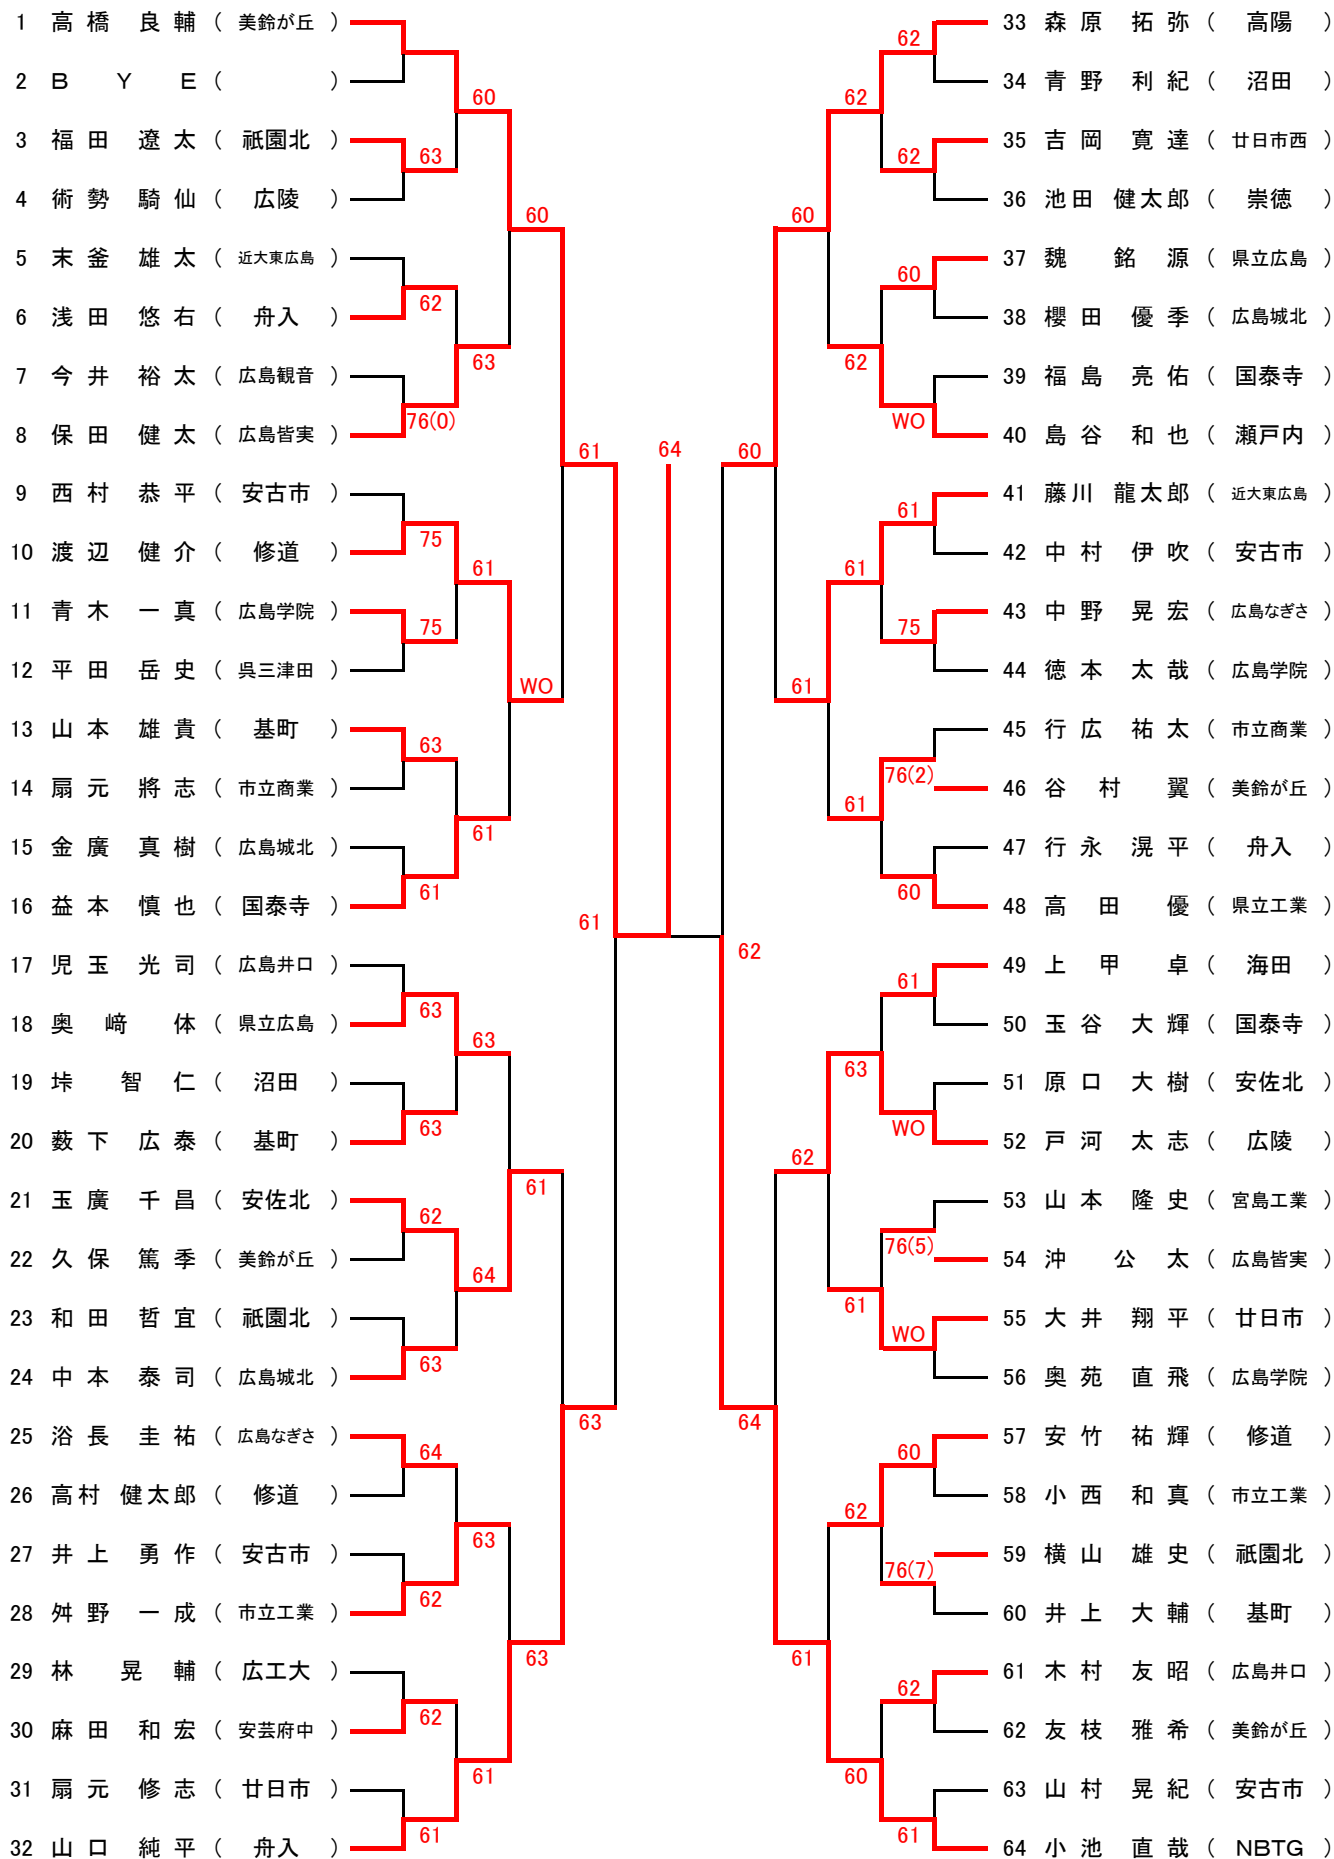 1 高橋 良輔 ( 美鈴が丘 )
2 B Y E ( )
3 福田 遼太 ( 祇園北 )
4 術勢 騎仙 ( 広陵 )
5 末釜 雄太 ( 近大東広島 )
6 浅田 悠右 ( 舟入 )
7 今井 裕太 ( 広島観音 )
8 保田 健太 ( 広島皆実 )
9 西村 恭平 ( 安古市 )
10 渡辺 健介 ( 修道 )
11 青木 一真 ( 広島学院 )
12 平田 岳史 ( 呉三津田 )
13 山本 雄貴 ( 基町 )
14 扇元 將志 ( 市立商業 )
15 金廣 真樹 ( 広島城北 )
16 益本 慎也 ( 国泰寺 )
17 児玉 光司 ( 広島井口 )
18 奥﨑 体 ( 県立広島 )
19 垰 智仁 ( 沼田 )
20 薮下 広泰 ( 基町 )
21 玉廣 千昌 ( 安佐北 )
22 久保 篤季 ( 美鈴が丘 )
23 和田 哲宜 ( 祇園北 )
24 中本 泰司 ( 広島城北 )
25 浴長 圭祐 ( 広島なぎさ )
26 高村 健太郎 ( 修道 )
27 井上 勇作 ( 安古市 )
28 舛野 一成 ( 市立工業 )
29 林 晃輔 ( 広工大 )
30 麻田 和宏 ( 安芸府中 )
31 扇元 修志 ( 廿日市 )
32 山口 純平 ( 舟入 )
63
62
76(0)
75
75
63
61
63
63
62
63
64
62
62
61
60
63
61
61
63
64
63
61
60
WO
61
63
61
63
61
64
62
60
64
60
61
62
61
62
62
61
61
63
61
62
60
62
62
60
WO
61
75
76(2)
60
61
WO
76(5)
WO
60
76(7)
62
61
33 森原 拓弥 ( 高陽 )
34 青野 利紀 ( 沼田 )
35 吉岡 寛達 ( 廿日市西 )
36 池田 健太郎 ( 崇徳 )
37 魏 銘源 ( 県立広島 )
38 櫻田 優季 ( 広島城北 )
39 福島 亮佑 ( 国泰寺 )
40 島谷 和也 ( 瀬戸内 )
41 藤川 龍太郎 ( 近大東広島 )
42 中村 伊吹 ( 安古市 )
43 中野 晃宏 ( 広島なぎさ )
44 徳本 太哉 ( 広島学院 )
45 行広 祐太 ( 市立商業 )
46 谷村 翼 ( 美鈴が丘 )
47 行永 滉平 ( 舟入 )
48 高田 優 ( 県立工業 )
49 上甲 卓 ( 海田 )
50 玉谷 大輝 ( 国泰寺 )
51 原口 大樹 ( 安佐北 )
52 戸河 太志 ( 広陵 )
53 山本 隆史 ( 宮島工業 )
54 沖 公太 ( 広島皆実 )
55 大井 翔平 ( 廿日市 )
56 奥苑 直飛 ( 広島学院 )
57 安竹 祐輝 ( 修道 )
58 小西 和真 ( 市立工業 )
59 横山 雄史 ( 祇園北 )
60 井上 大輔 ( 基町 )
61 木村 友昭 ( 広島井口 )
62 友枝 雅希 ( 美鈴が丘 )
63 山村 晃紀 ( 安古市 )
64 小池 直哉 ( NBTG )